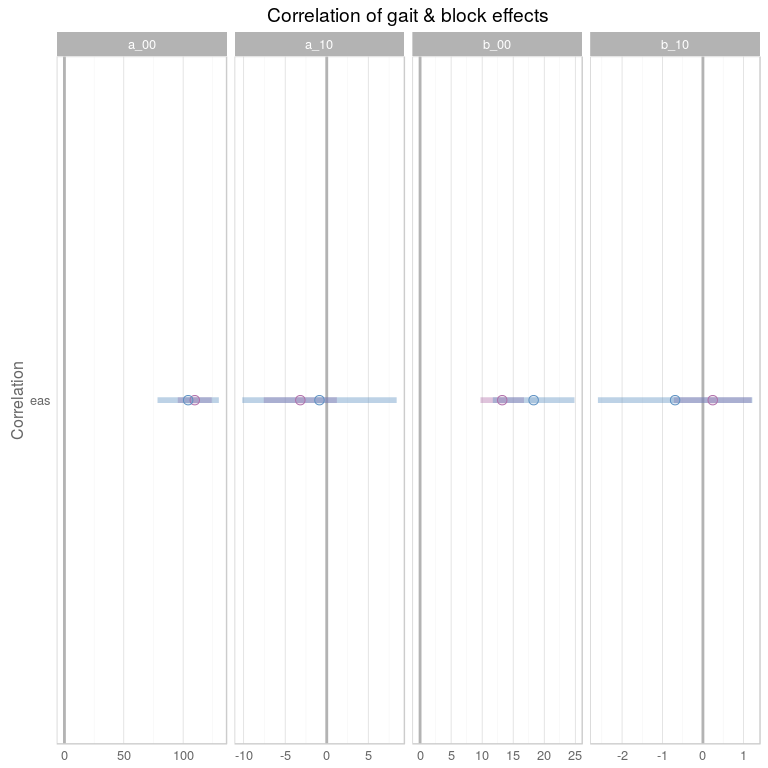 Correlation of gait & block effects
a_00 a_10 b_00 b_10
Correlation
eas
0 50 100 -10 -5 0 5 0 5 10 15 20 25 -2 -1 0 1